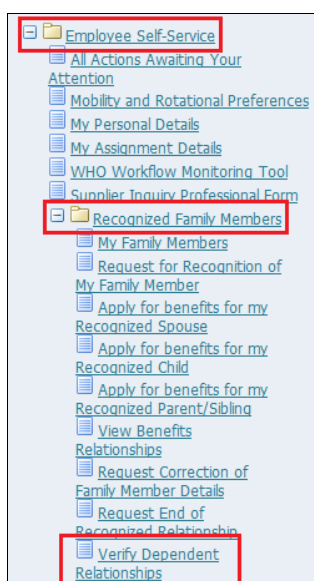 Employee Self-Service
All Actions Awaiting Your
Attention
Mobility and Rotational Preferences
My Personal Details
My Assignment Details
WHO Workflow Monitoring Tool
Supplier Inquiry Professional Form
Recognized Family Members
My Family Members
Request for Recognition of
My Family Member
Apply for benefits for my
Recognized Spouse
Apply for benefits for my
Recognized Child
Apply for benefits for my
Recognized Parent/Sibling
View Benefits
Relationships
Request Correction of
Family Member Details
Request End of
Recognized Relationship
Verify Dependent
Relationships